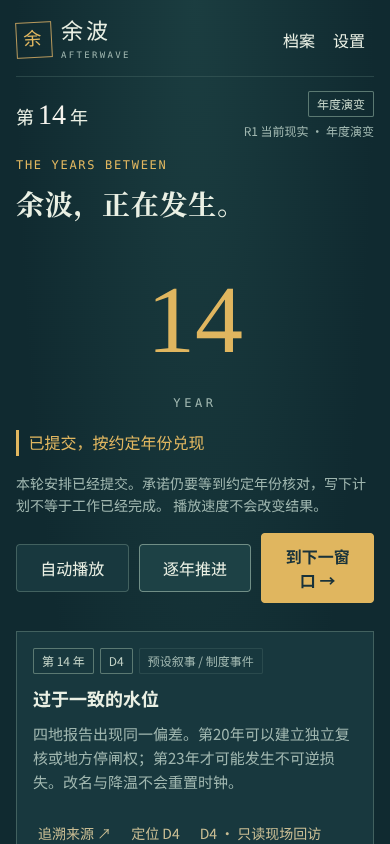 余 余波 档案 设置
AFTERWAVE
第 14 年 年度演变
R1 当前现实 · 年度演变
THE YEARS BETWEEN
余波，正在发生。
14
YEAR
已提交，按约定年份兑现
本轮安排已经提交。承诺仍要等到约定年份核对，写下计
划不等于工作已经完成。 播放速度不会改变结果。
自动播放 逐年推进 到下一窗
口 →
第 14 年 D4 预设叙事 / 制度事件
过于一致的水位
四地报告出现同一偏差。第20年可以建立独立复
核或地方停闸权；第23年才可能发生不可逆损
失。改名与降温不会重置时钟。
追溯来源 ↗ 定位 D4 D4 · 只读现场回访